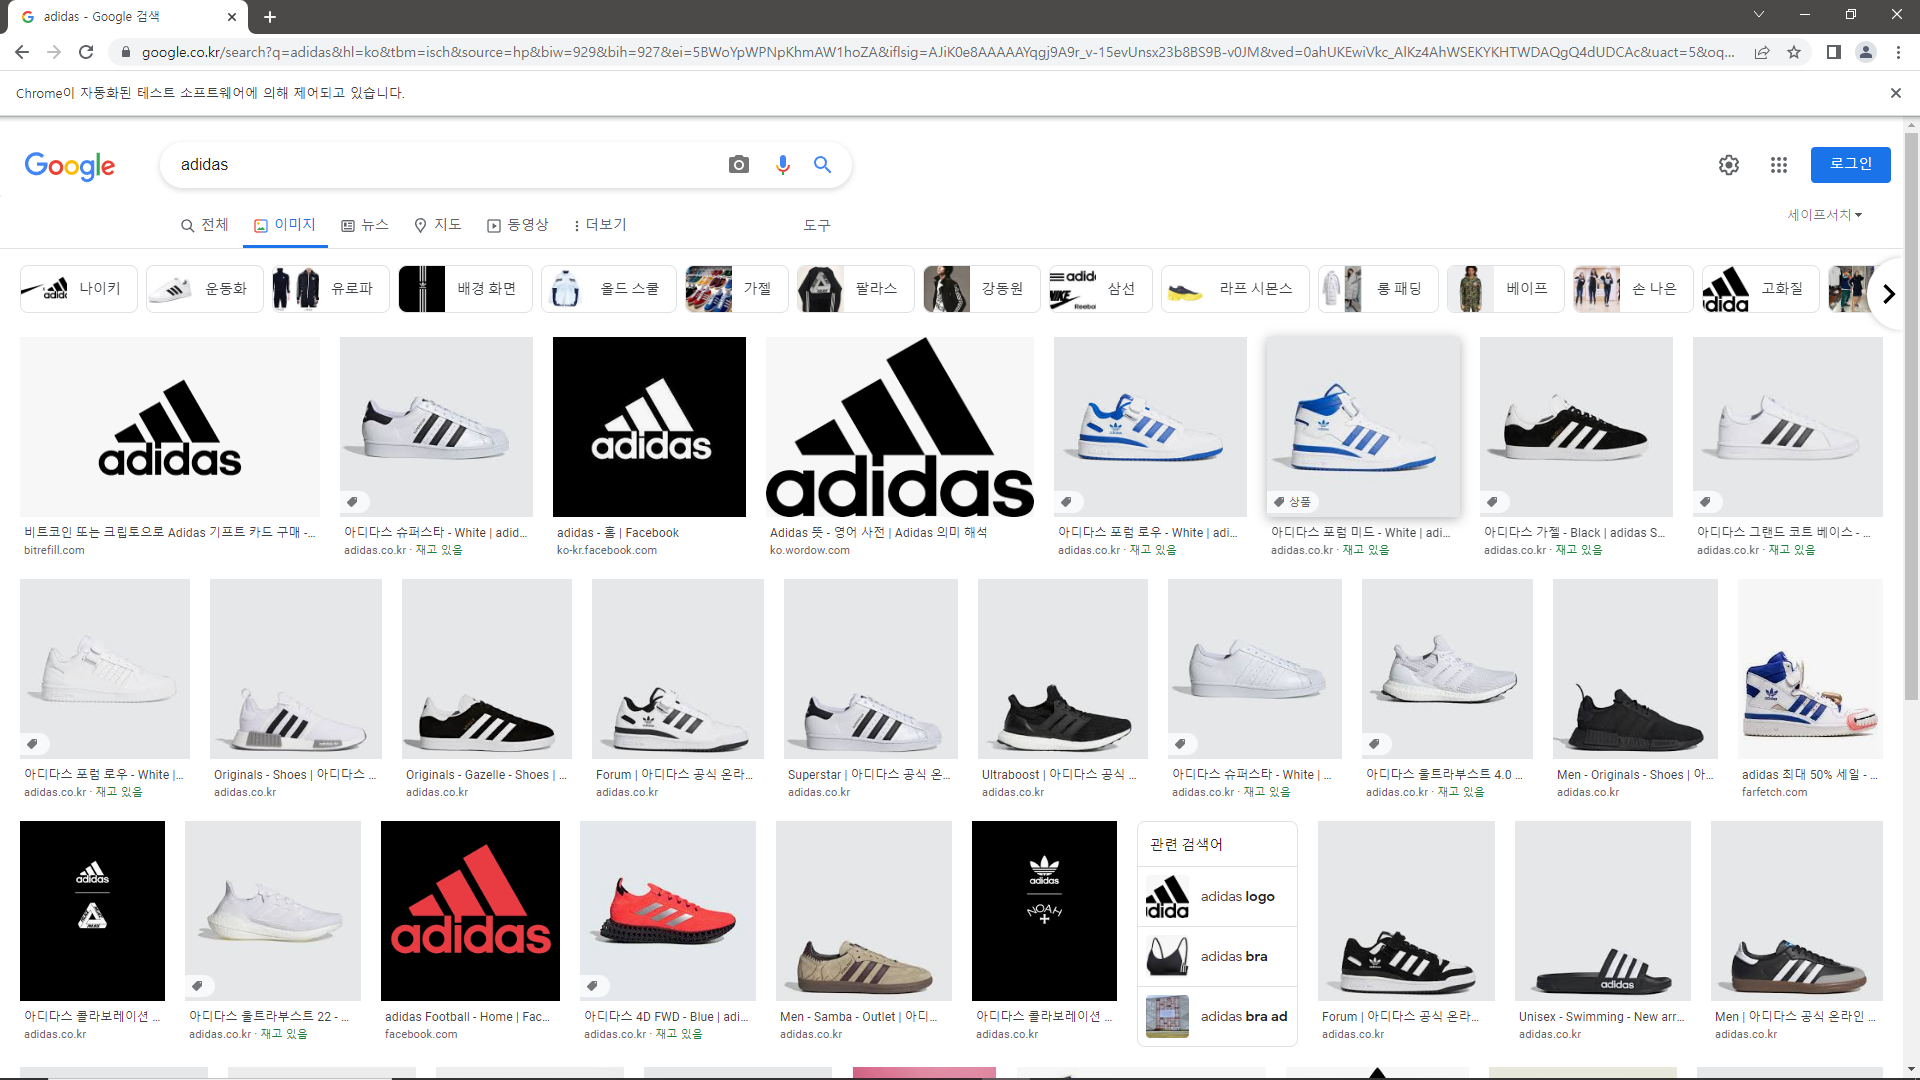 adidas - Google 검색
google.co.kr/search?q=adidas&hl=ko&tbm=isch&source=hp&biw=929&bih=927&ei=5BWoYpWPNpKhmAW1hoZA&iflsig=AJiK0e8AAAAAYqgj9A9r_v-15evUnsx23b8BS9B-v0JM&ved=0ahUKEwiVkc_AlKz4AhWSEKYKHTWDAQgQ4dUDCAc&uact=5&oq...
Chrome이 자동화된 테스트 소프트웨어에 의해 제어되고 있습니다.
Google
adidas
로그인
전체 이미지 뉴스 지도 동영상 더보기 도구
세이프서치
나이키 운동화 유로파 배경 화면 올드 스쿨 가젤 팔라스 강동원 삼선 라프 시몬스 롱 패딩 베이프 손 나은 고화질
adidas adidas adidas
상품
비트코인 또는 크립토으로 Adidas 기프트 카드 구매 -...
bitrefill.com
아디다스 슈퍼스타 - White | adid...
adidas.co.kr · 재고 있음
adidas - 홈 | Facebook
ko-kr.facebook.com
Adidas 뜻 - 영어 사전 | Adidas 의미 해석
ko.wordow.com
아디다스 포럼 로우 - White | adi...
adidas.co.kr · 재고 있음
아디다스 포럼 미드 - White | adi...
adidas.co.kr · 재고 있음
아디다스 가젤 - Black | adidas S...
adidas.co.kr · 재고 있음
아디다스 그랜드 코트 베이스 - ...
adidas.co.kr · 재고 있음
아디다스 포럼 로우 - White |...
adidas.co.kr · 재고 있음
Originals - Shoes | 아디다스 ...
adidas.co.kr
Originals - Gazelle - Shoes | ...
adidas.co.kr
Forum | 아디다스 공식 온라...
adidas.co.kr
Superstar | 아디다스 공식 온...
adidas.co.kr
Ultraboost | 아디다스 공식 ...
adidas.co.kr
아디다스 슈퍼스타 - White | ...
adidas.co.kr · 재고 있음
아디다스 울트라부스트 4.0 ...
adidas.co.kr · 재고 있음
Men - Originals - Shoes | 아...
adidas.co.kr
adidas 최대 50% 세일 - ...
farfetch.com
adidas
adidas
adidas
NOAH
adidas
아디다스 콜라보레이션 ...
adidas.co.kr
아디다스 울트라부스트 22 - ...
adidas.co.kr · 재고 있음
adidas Football - Home | Fac...
facebook.com
아디다스 4D FWD - Blue | adi...
adidas.co.kr · 재고 있음
Men - Samba - Outlet | 아디...
adidas.co.kr
아디다스 콜라보레이션 ...
adidas.co.kr
관련 검색어
adidas logo
adidas bra
adidas bra ad
Forum | 아디다스 공식 온라...
adidas.co.kr
Unisex - Swimming - New arr...
adidas.co.kr
Men | 아디다스 공식 온라인 ...
adidas.co.kr